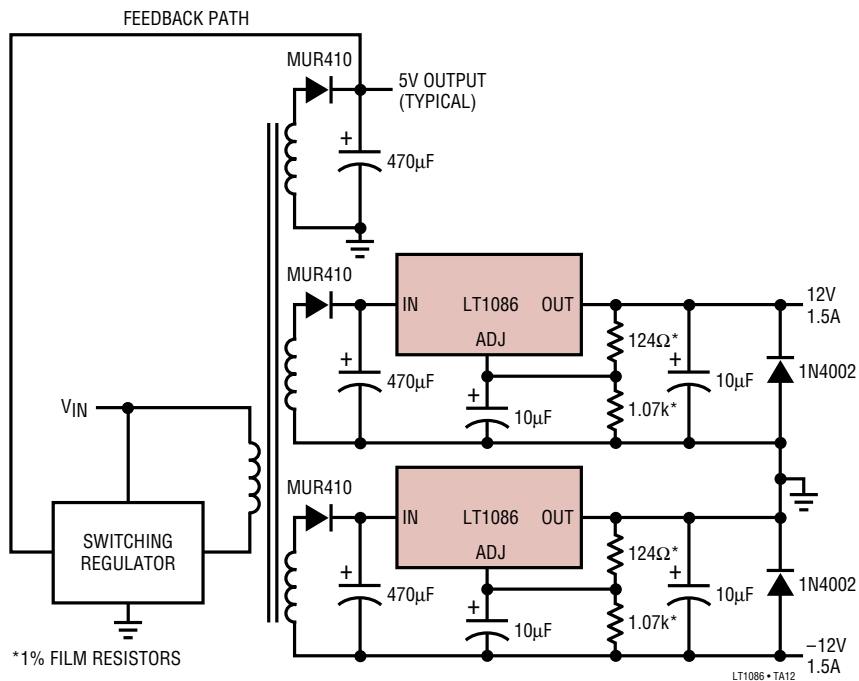 FEEDBACK PATH
MUR410
5V OUTPUT
(TYPICAL)
+
470µF
MUR410
IN
LT1086
OUT
ADJ
12V
1.5A
124Ω*
+
470µF
+
10µF
1.07k*
+
10µF
1N4002
VIN
MUR410
IN
LT1086
OUT
ADJ
SWITCHING
REGULATOR
124Ω*
+
470µF
+
10µF
1.07k*
+
10µF
1N4002
–12V
1.5A
*1% FILM RESISTORS
LT1086 • TA12